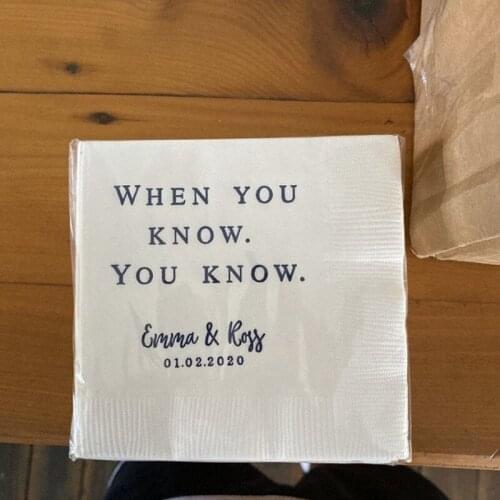 WHEN YOU
KNOW.
YOU KNOW.
Emma & Ross
01.02.2020